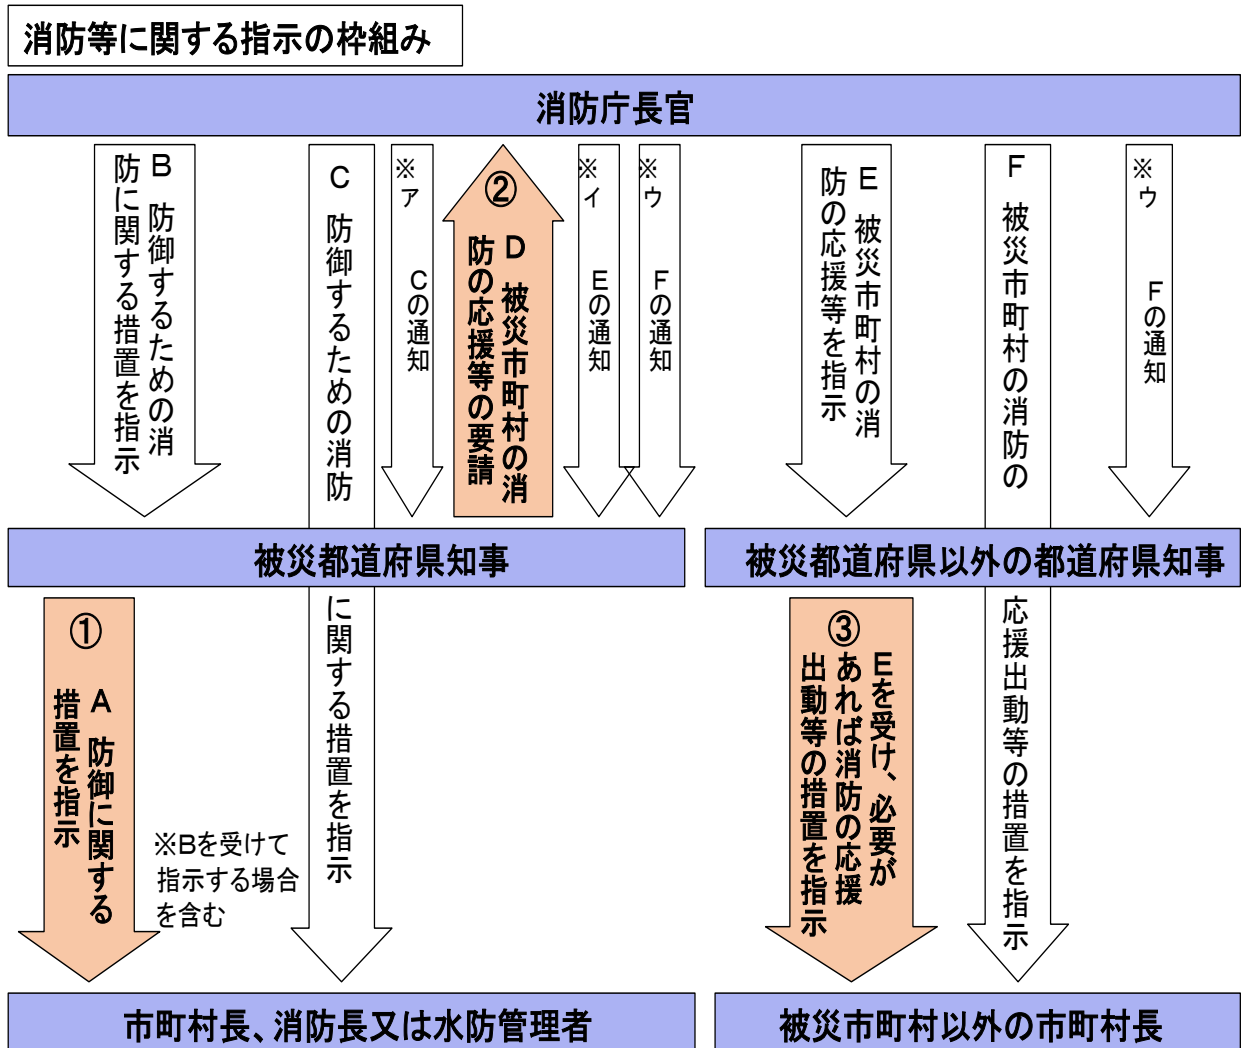 消防等に関する指示の枠組み
消防庁長官
B 防御するための消
防に関する措置を指示
C 防御するための消防
に関する措置を指示
※ア Cの通知
②
D 被災市町村の消
防の応援等の要請
※イ Eの通知
※ウ Fの通知
E 被災市町村の消
防の応援等を指示
F 被災市町村の消防の
応援出動等の措置を指示
※ウ Fの通知
被災都道府県知事
被災都道府県以外の都道府県知事
①
A 防御に関する
措置を指示
※Bを受けて
指示する場合
を含む
③
Eを受け、必要が
あれば消防の応援
出動等の措置を指示
市町村長、消防長又は水防管理者
被災市町村以外の市町村長